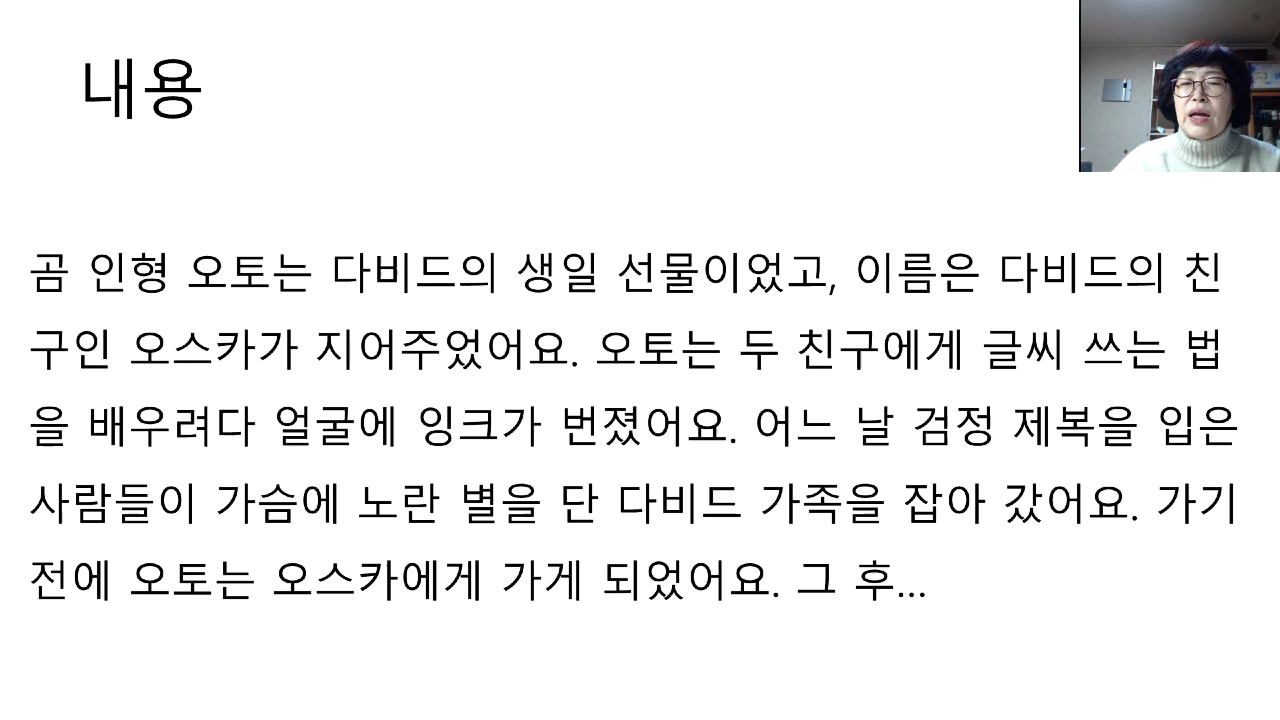 내용
곰 인형 오토는 다비드의 생일 선물이었고, 이름은 다비드의 친
구인 오스카가 지어주었어요. 오토는 두 친구에게 글씨 쓰는 법
을 배우려다 얼굴에 잉크가 번졌어요. 어느 날 검정 제복을 입은
사람들이 가슴에 노란 별을 단 다비드 가족을 잡아 갔어요. 가기
전에 오토는 오스카에게 가게 되었어요. 그 후...